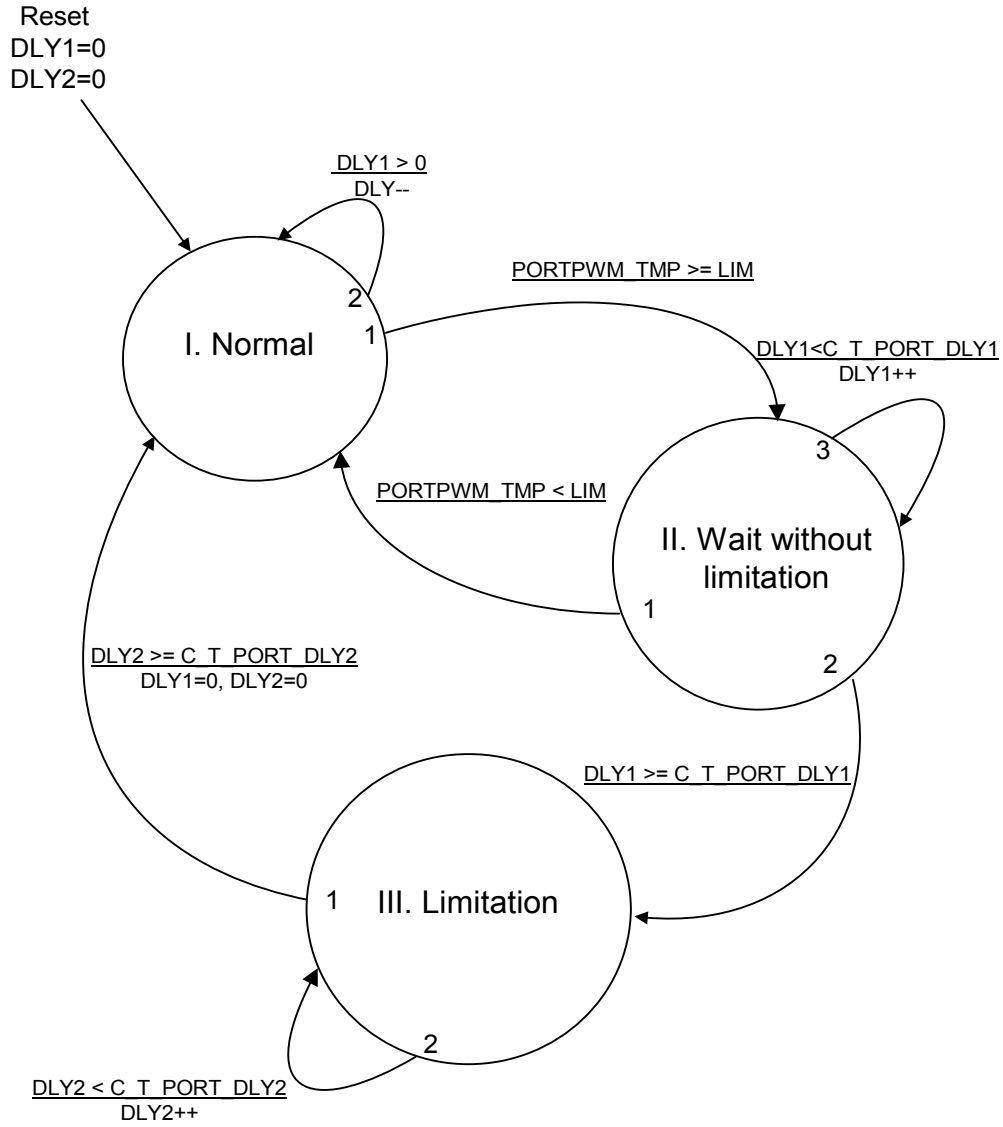 Reset
DLY1=0
DLY2=0
DLY1 > 0
DLY--
2
1
I. Normal
PORTPWM_TMP >= LIM
DLY1<C_T_PORT_DLY1
DLY1++
3
PORTPWM_TMP < LIM
II. Wait without
limitation
1
2
DLY2 >= C_T_PORT_DLY2
DLY1=0, DLY2=0
DLY1 >= C_T_PORT_DLY1
1
III. Limitation
2
DLY2 < C_T_PORT_DLY2
DLY2++